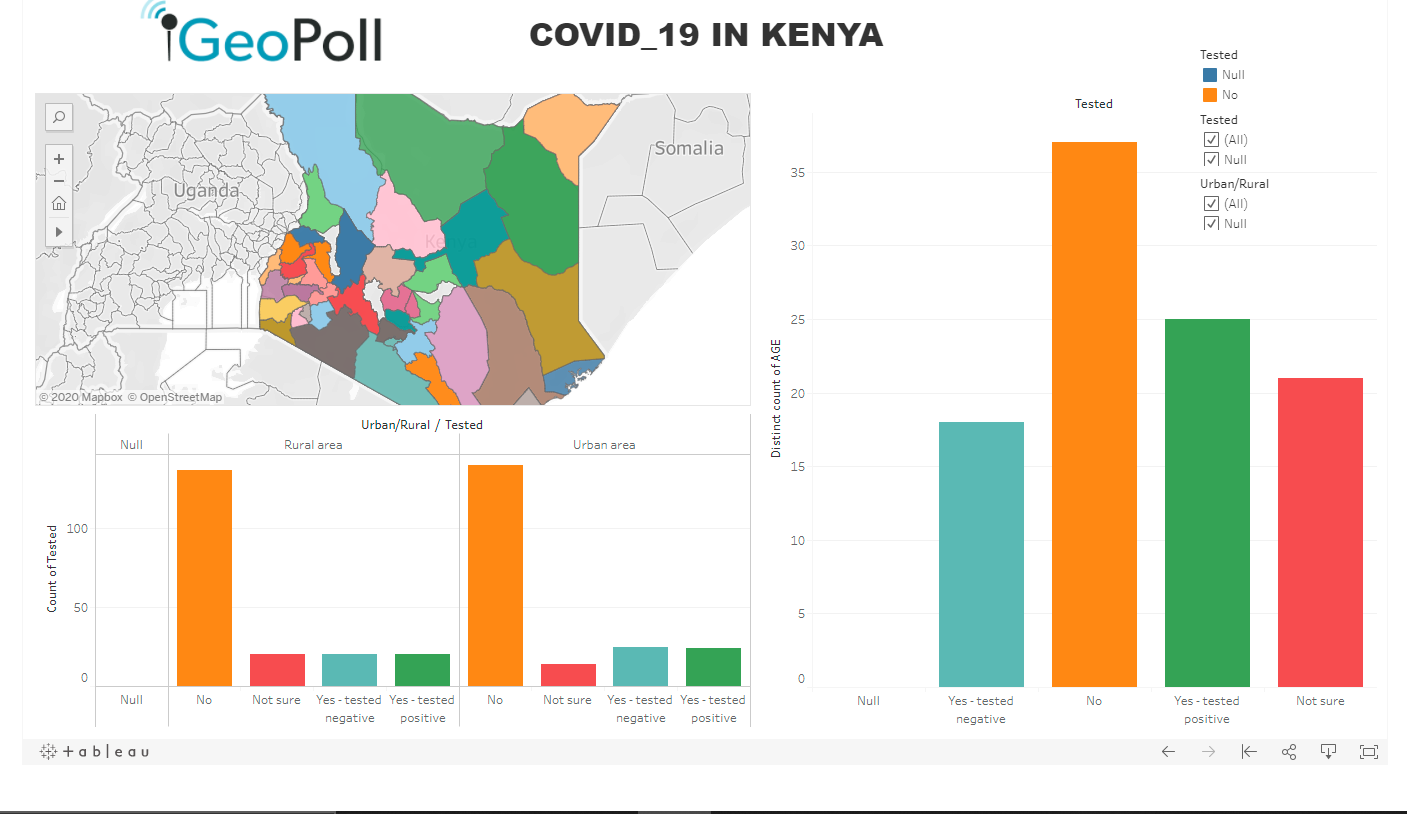 GeoPoll
COVID_19 IN KENYA
Tested
Null
No
Tested
(All)
Null
Urban/Rural
(All)
Null
Uganda
Kenya
Somalia
© 2020 Mapbox © OpenStreetMap
Urban/Rural / Tested
Null
Rural area
Urban area
Count of Tested
100
50
0
Null
No
Not sure
Yes - tested
negative
Yes - tested
positive
No
Not sure
Yes - tested
negative
Yes - tested
positive
Tested
Distinct count of AGE
35
30
25
20
15
10
5
0
Null
Yes - tested
negative
No
Yes - tested
positive
Not sure
+ a b l e a u